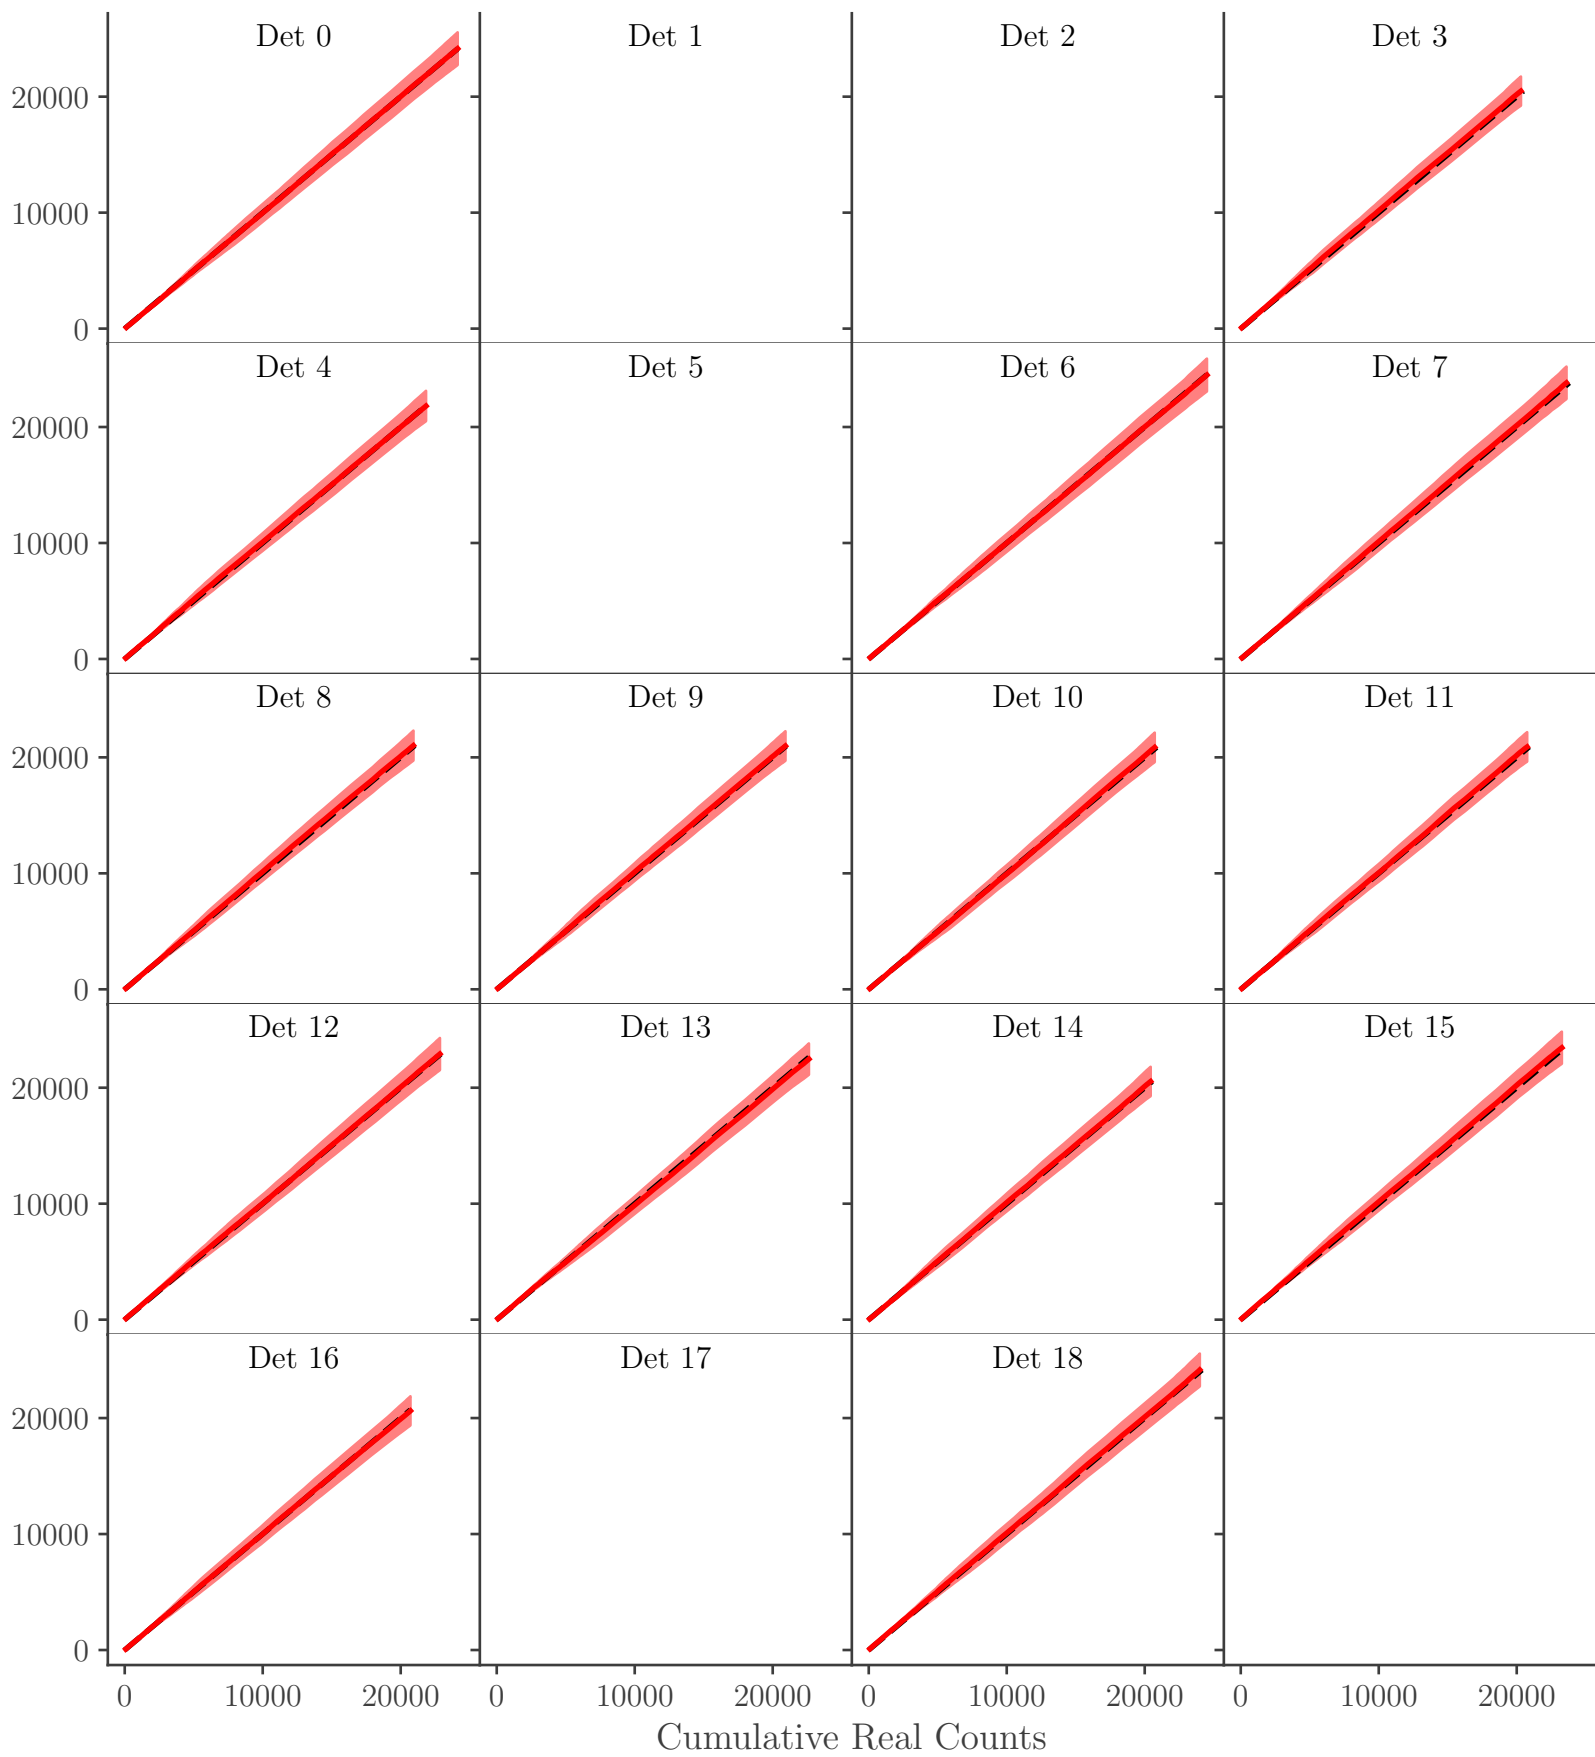 Det 0 Det 1 Det 2 Det 3
20000
10000
0
Det 4 Det 5 Det 6 Det 7
20000
10000
0
Det 8 Det 9 Det 10 Det 11
20000
10000
0
Det 12 Det 13 Det 14 Det 15
20000
10000
0
Det 16 Det 17 Det 18
20000
10000
0
0 10000 20000 0 10000 20000 0 10000 20000 0 10000 20000
Cumulative Real Counts